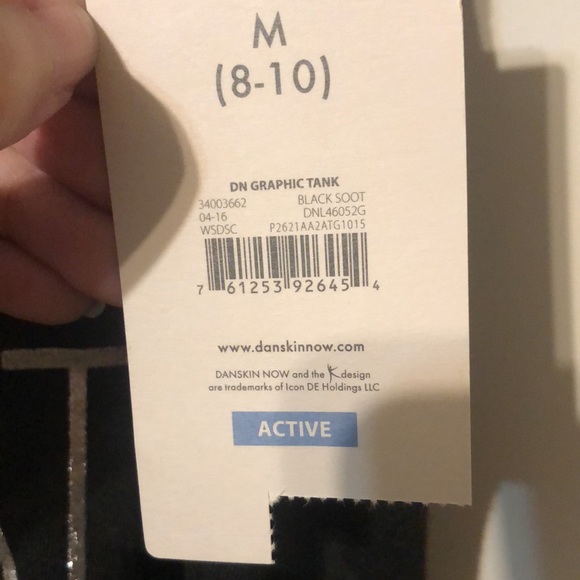 M
(8-10)
DN GRAPHIC TANK
34003662 BLACK SOOT
04-16 DNL46052G
WSDSC P2621AA2ATG1015
7 61253 92645 4
www.danskinnow.com
DANSKIN NOW and the design
are trademarks of Icon DE Holdings LLC
ACTIVE